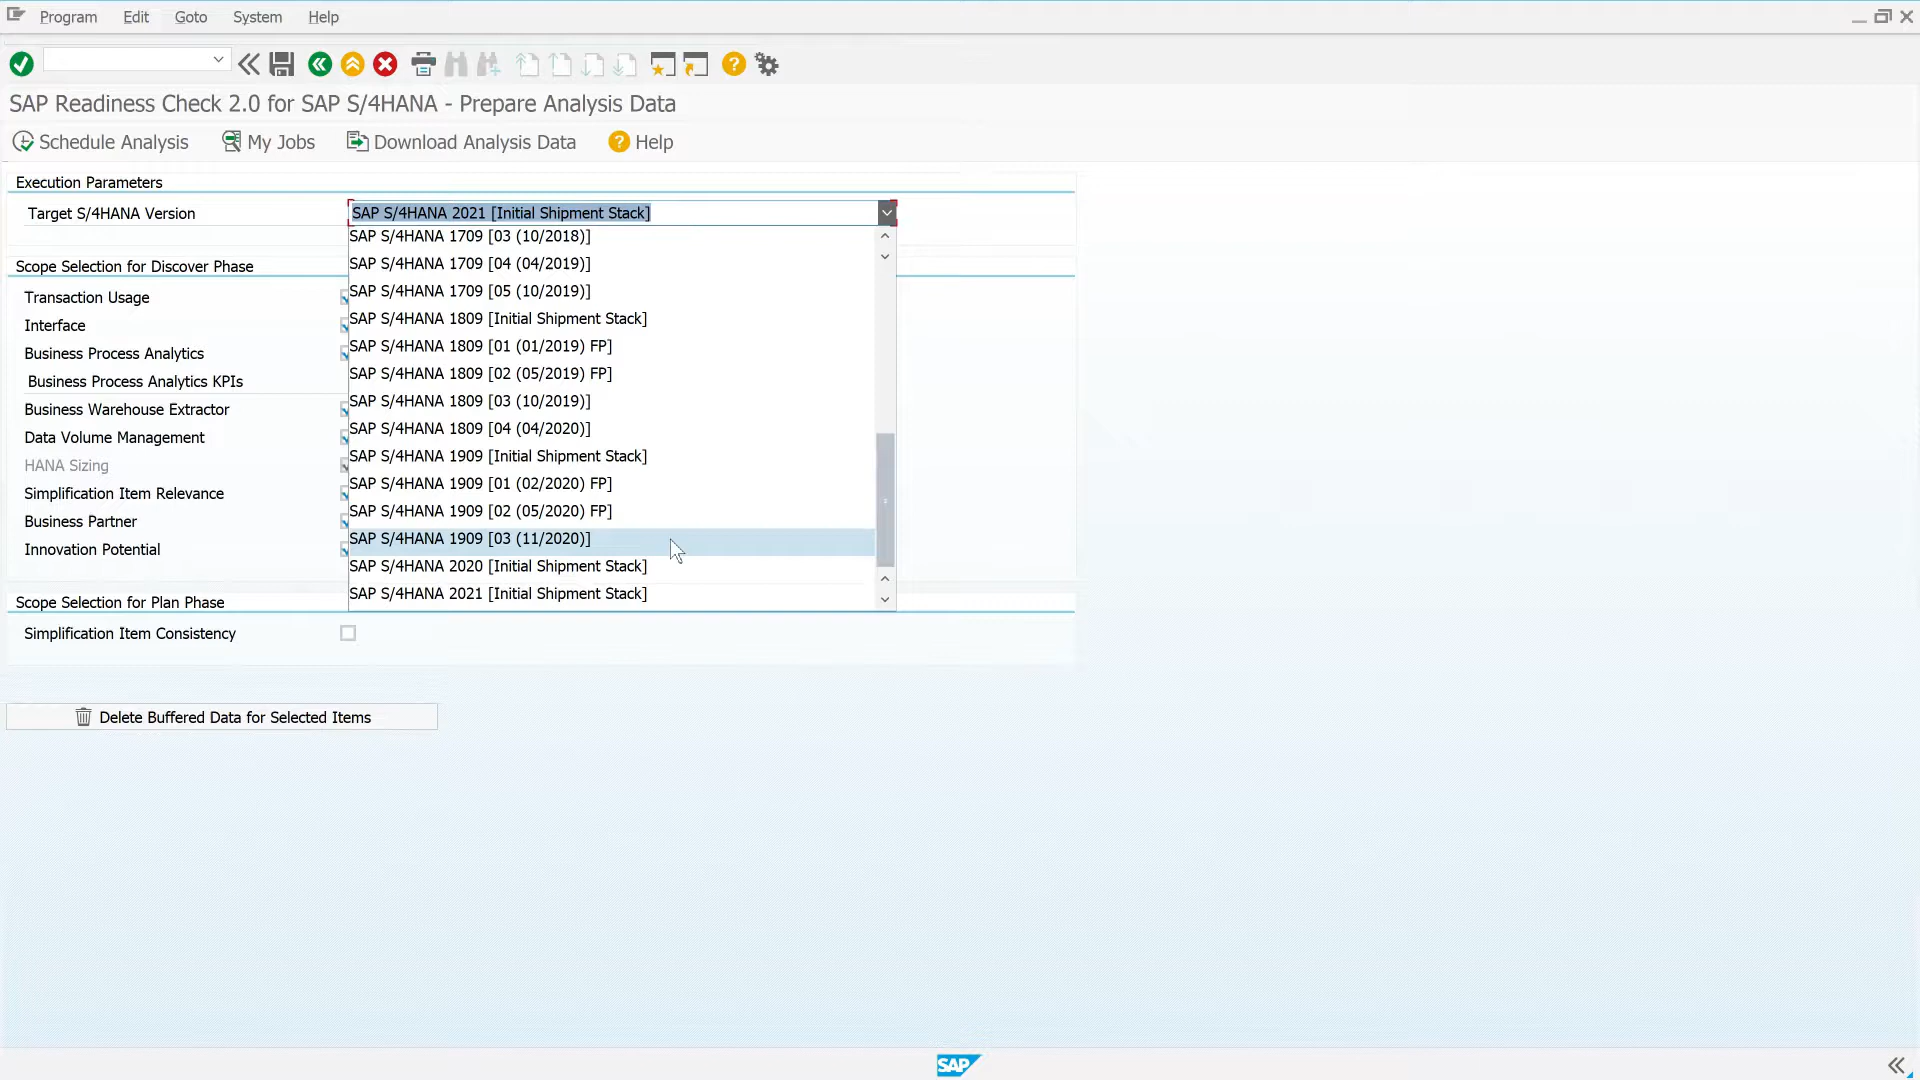 Program Edit Goto System Help
SAP Readiness Check 2.0 for SAP S/4HANA - Prepare Analysis Data
Schedule Analysis My Jobs Download Analysis Data Help
Execution Parameters
Target S/4HANA Version SAP S/4HANA 2021 [Initial Shipment Stack]
SAP S/4HANA 1709 [03 (10/2018)]
SAP S/4HANA 1709 [04 (04/2019)]
SAP S/4HANA 1709 [05 (10/2019)]
SAP S/4HANA 1809 [Initial Shipment Stack]
SAP S/4HANA 1809 [01 (01/2019) FP]
SAP S/4HANA 1809 [02 (05/2019) FP]
SAP S/4HANA 1809 [03 (10/2019)]
SAP S/4HANA 1809 [04 (04/2020)]
SAP S/4HANA 1909 [Initial Shipment Stack]
SAP S/4HANA 1909 [01 (02/2020) FP]
SAP S/4HANA 1909 [02 (05/2020) FP]
SAP S/4HANA 1909 [03 (11/2020)]
SAP S/4HANA 2020 [Initial Shipment Stack]
SAP S/4HANA 2021 [Initial Shipment Stack]
Scope Selection for Discover Phase
Transaction Usage
Interface
Business Process Analytics
Business Process Analytics KPIs
Business Warehouse Extractor
Data Volume Management
HANA Sizing
Simplification Item Relevance
Business Partner
Innovation Potential
Scope Selection for Plan Phase
Simplification Item Consistency
Delete Buffered Data for Selected Items
SAP